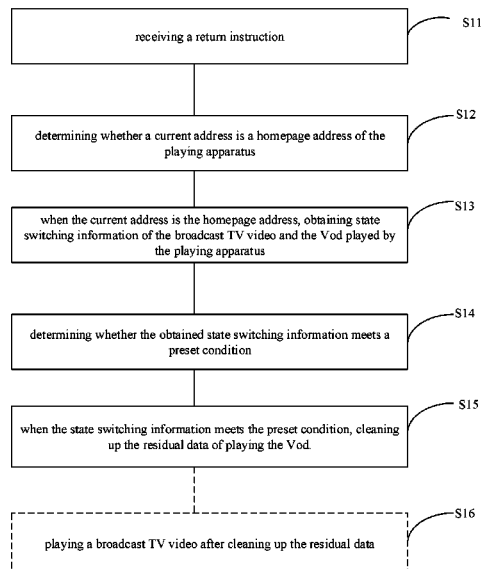 receiving a return instruction
S11
determining whether a current address is a homepage address of the
playing apparatus
S12
when the current address is the homepage address, obtaining state
switching information of the broadcast TV video and the Vod played by
the playing apparatus
S13
determining whether the obtained state switching information meets a
preset condition
S14
when the state switching information meets the preset condition, cleaning
up the residual data of playing the Vod.
S15
playing a broadcast TV video after cleaning up the residual data
S16